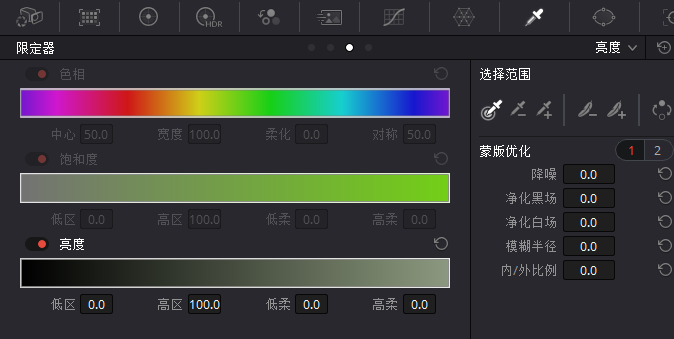 HDR
限定器
亮度
色相
中心 50.0 宽度 100.0 柔化 0.0 对称 50.0
饱和度
低区 0.0 高区 100.0 低柔 0.0 高柔 0.0
亮度
低区 0.0 高区 100.0 低柔 0.0 高柔 0.0
选择范围
蒙版优化 1 2
降噪 0.0
净化黑场 0.0
净化白场 0.0
模糊半径 0.0
内/外比例 0.0